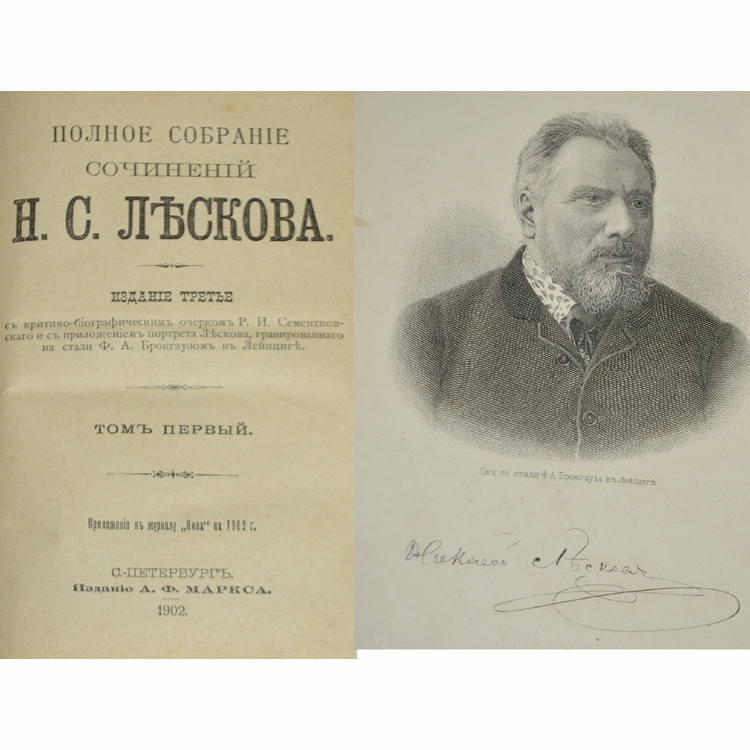 ПОЛНОЕ СОБРАНІЕ
СОЧИНЕНІЙ
Н. С. ЛѢСКОВА.
ИЗДАНІЕ ТРЕТЬЕ
съ критико-біографическимъ очеркомъ Р. И. Сементков-
скаго и съ приложеніемъ портрета Лѣскова, гравированнаго
на стали Ф. А. Брокгаузомъ въ Лейпцигѣ.
ТОМЪ ПЕРВЫЙ.
Приложеніе къ журналу „Нива“ на 1902 г.
С.-ПЕТЕРБУРГЪ.
Изданіе А. Ф. МАРКСА.
1902.
Печ. со стали Ф. А. Брокгауза въ Лейпцигѣ
Николай Лѣсковъ